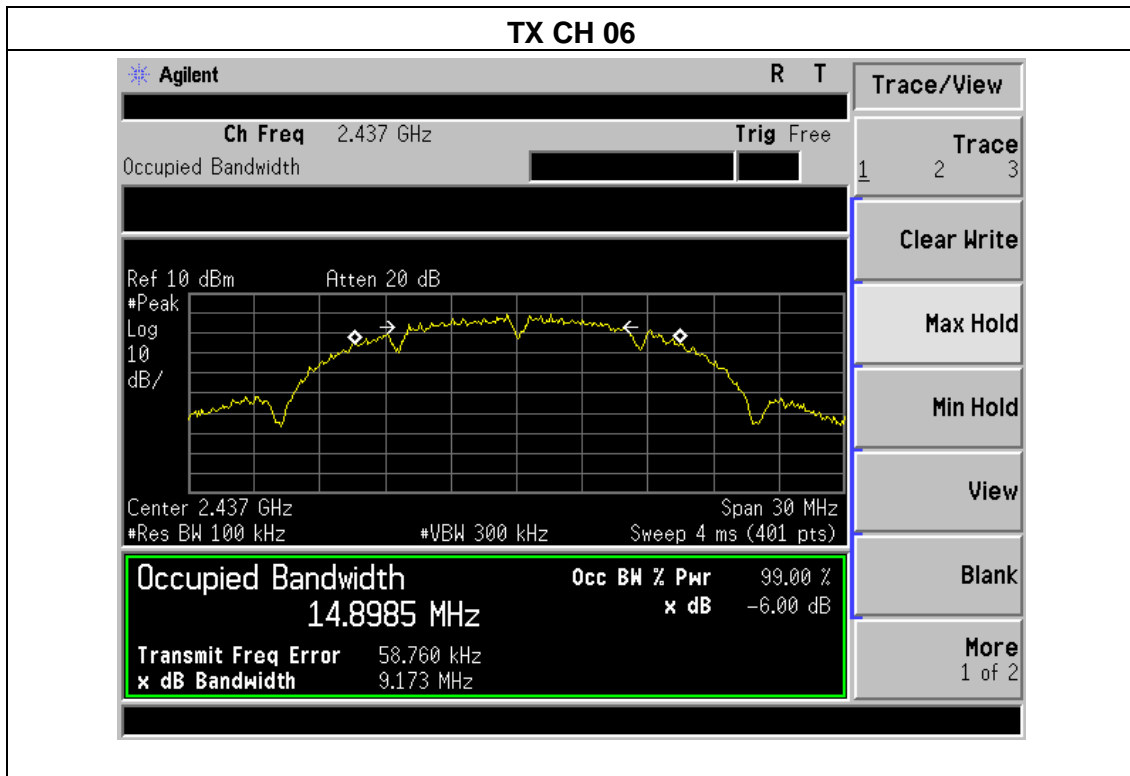 TX CH 06
Agilent R T
Ch Freq 2.437 GHz Trig Free
Occupied Bandwidth
Ref 10 dBm Atten 20 dB
#Peak
Log
10
dB/
Center 2.437 GHz Span 30 MHz
#Res BW 100 kHz #VBW 300 kHz Sweep 4 ms (401 pts)
Occupied Bandwidth Occ BW % Pwr 99.00 %
14.8985 MHz x dB -6.00 dB
Transmit Freq Error 58.760 kHz
x dB Bandwidth 9.173 MHz
Trace/View
Trace
1 2 3
Clear Write
Max Hold
Min Hold
View
Blank
More
1 of 2